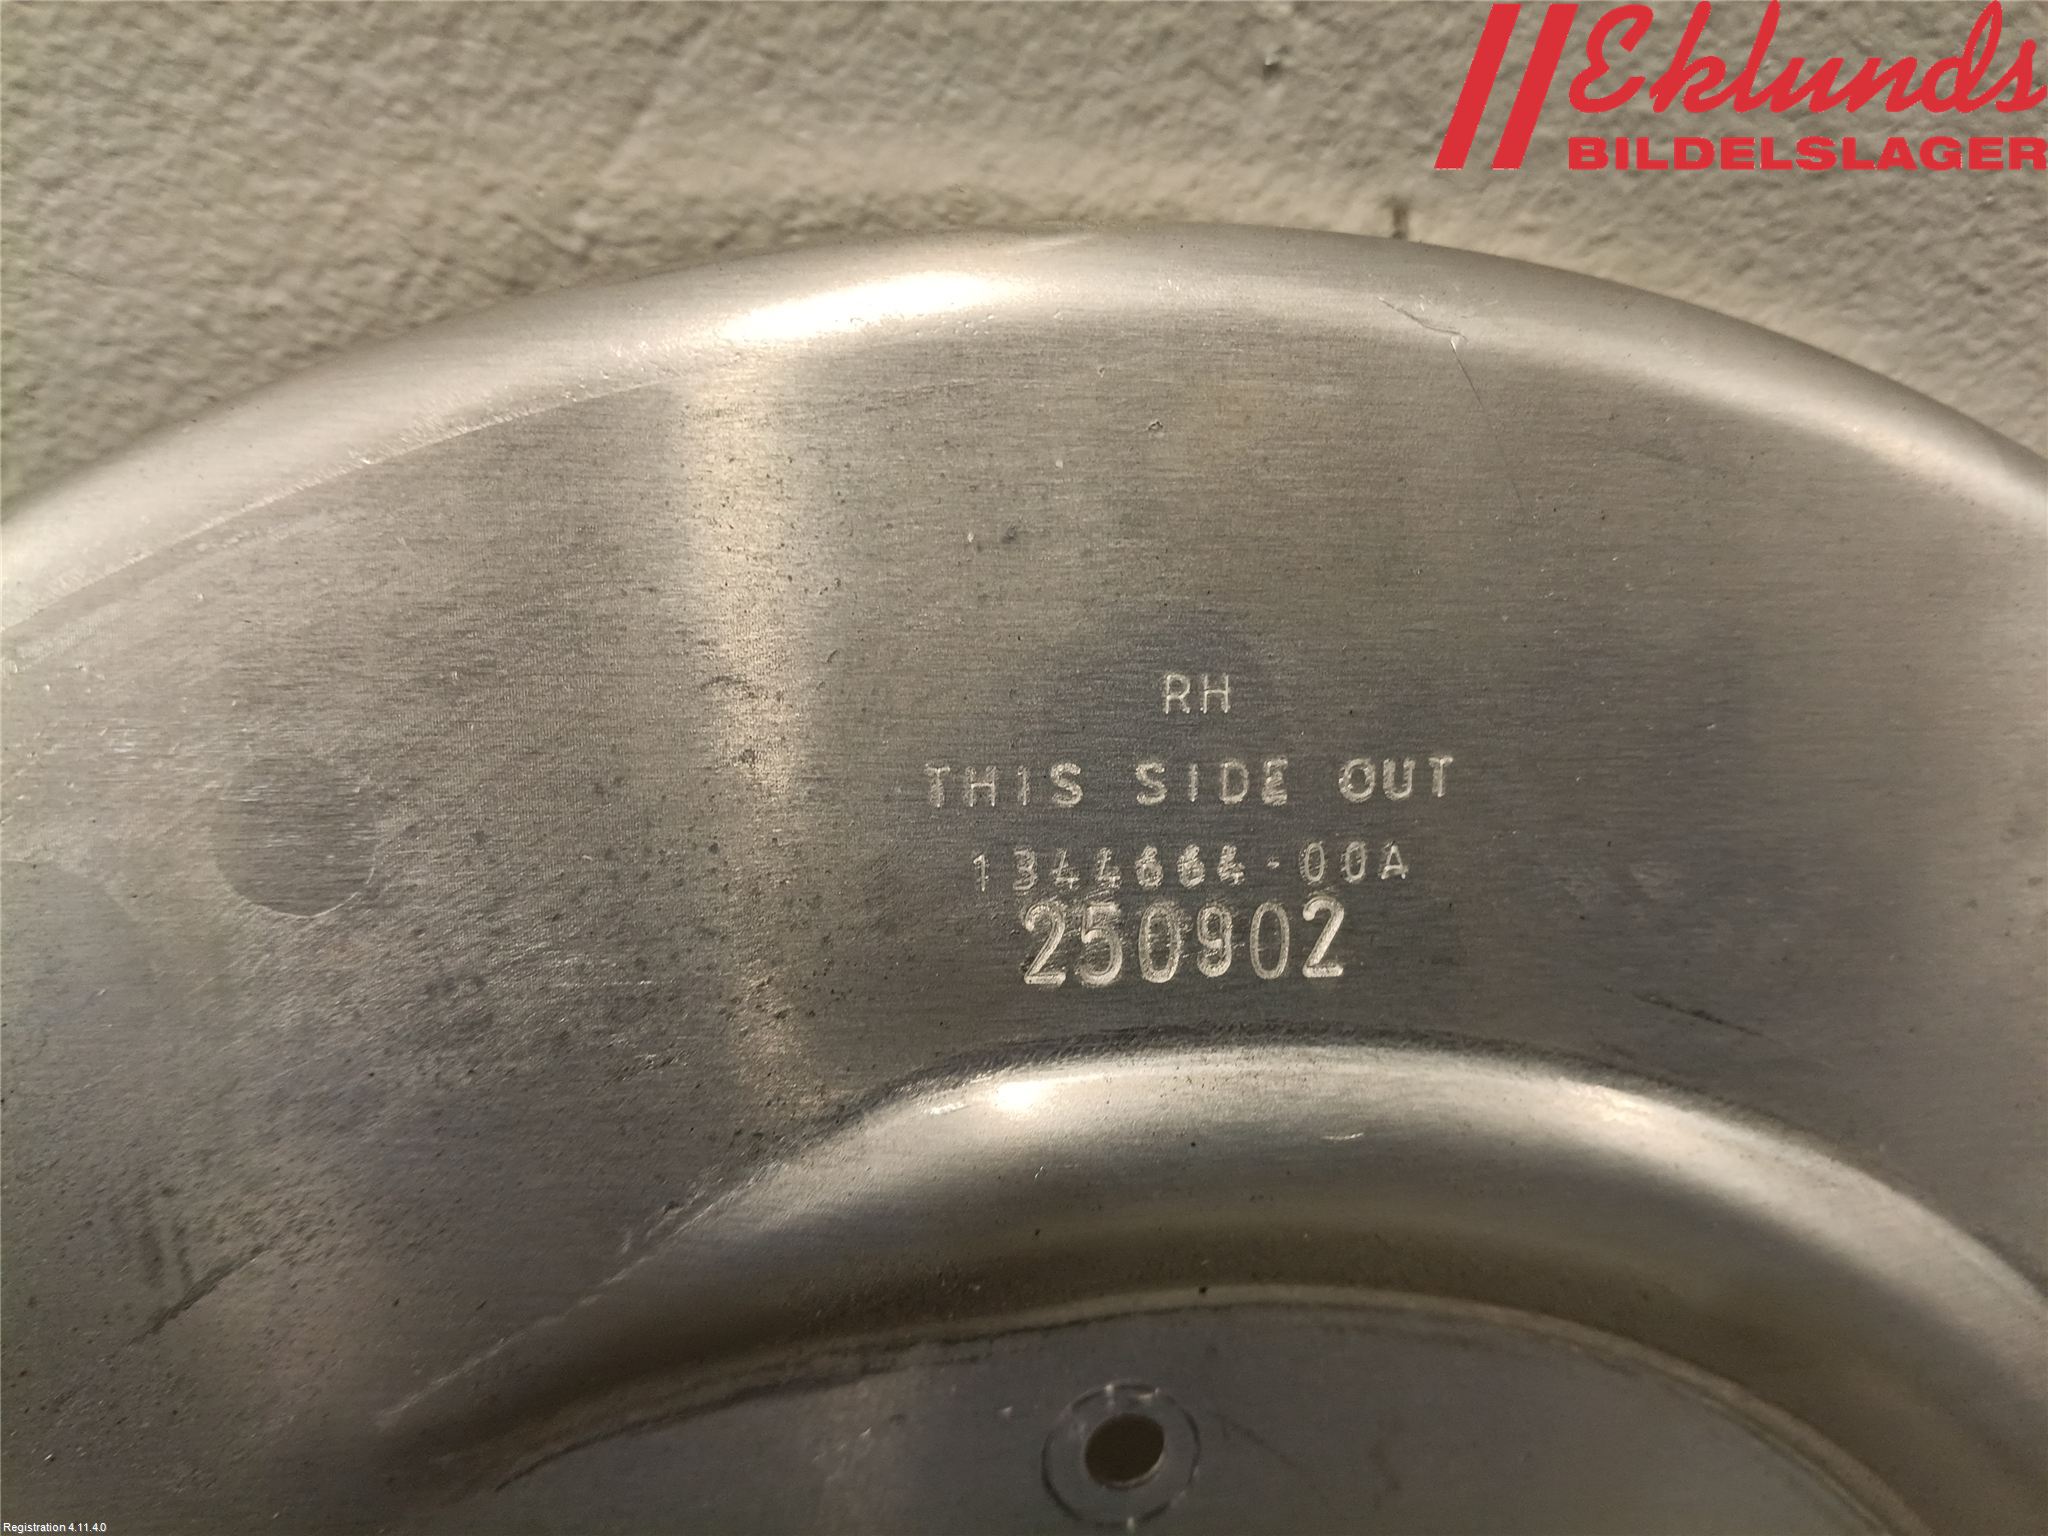 Eklunds
BILDELSLAGER
RH
THIS SIDE OUT
1344664-00A
250902
Registration 4.11.4.0